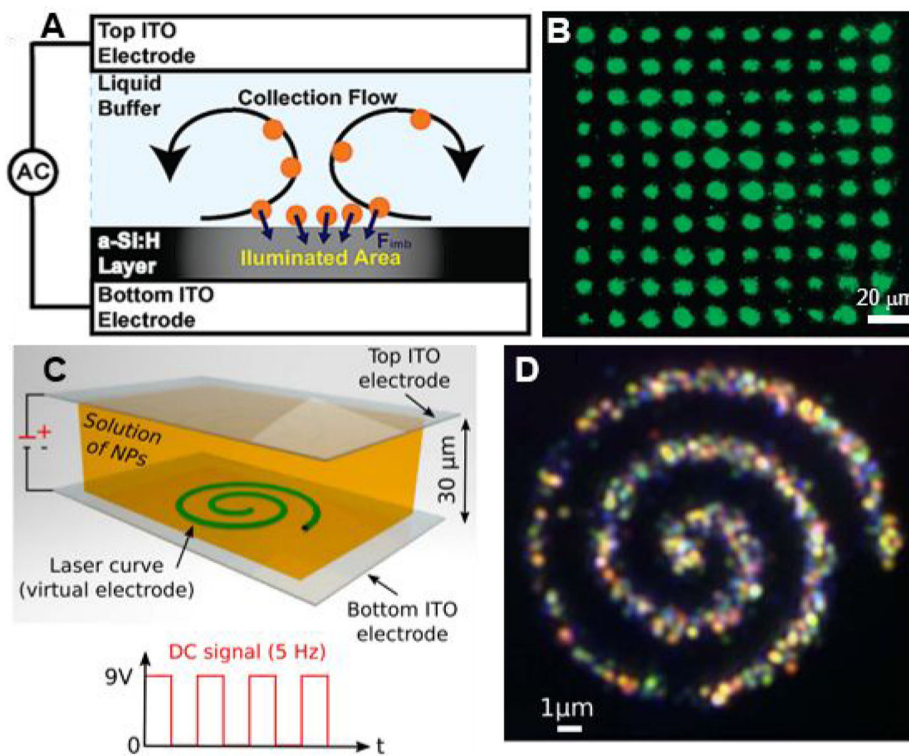 A
Top ITO
Electrode
Liquid
Buffer
Collection Flow
AC
Fimb
a-Si:H
Layer
Iluminated Area
Bottom ITO
Electrode
B
20 µm
C
Top ITO
electrode
+
-
Solution
of NPs
30 µm
Laser curve
(virtual electrode)
Bottom ITO
electrode
DC signal (5 Hz)
9V
0
t
D
1µm